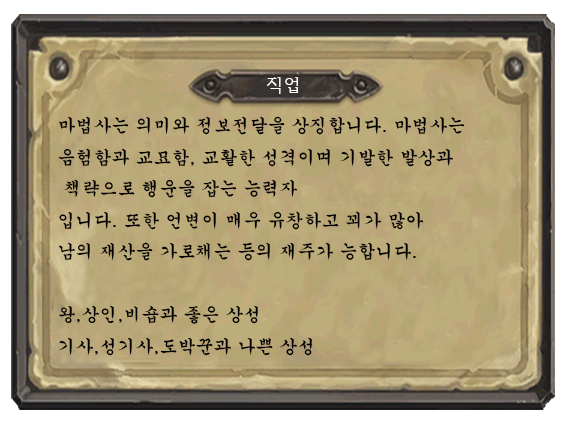 직업
마법사는 의미와 정보전달을 상징합니다. 마법사는
음험함과 교묘함, 교활한 성격이며 기발한 발상과
책략으로 행운을 잡는 능력자
입니다. 또한 언변이 매우 유창하고 꾀가 많아
남의 재산을 가로채는 등의 재주가 능합니다.
왕,상인,비숍과 좋은 상성
기사,성기사,도박꾼과 나쁜 상성